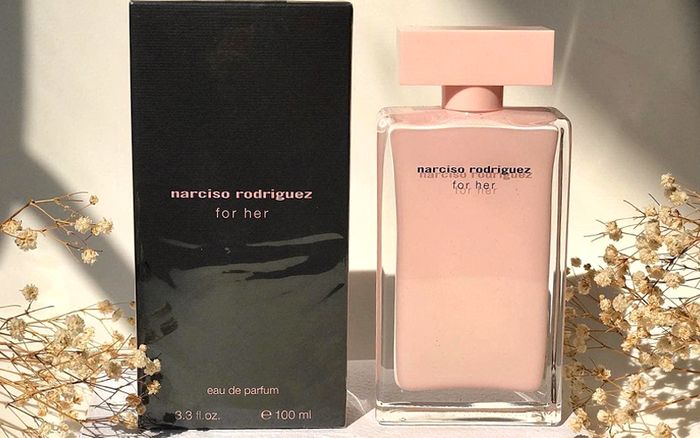 narciso rodriguez
for her
eau de parfum
3.3 fl.oz. ℮ 100 ml
narciso rodriguez
for her